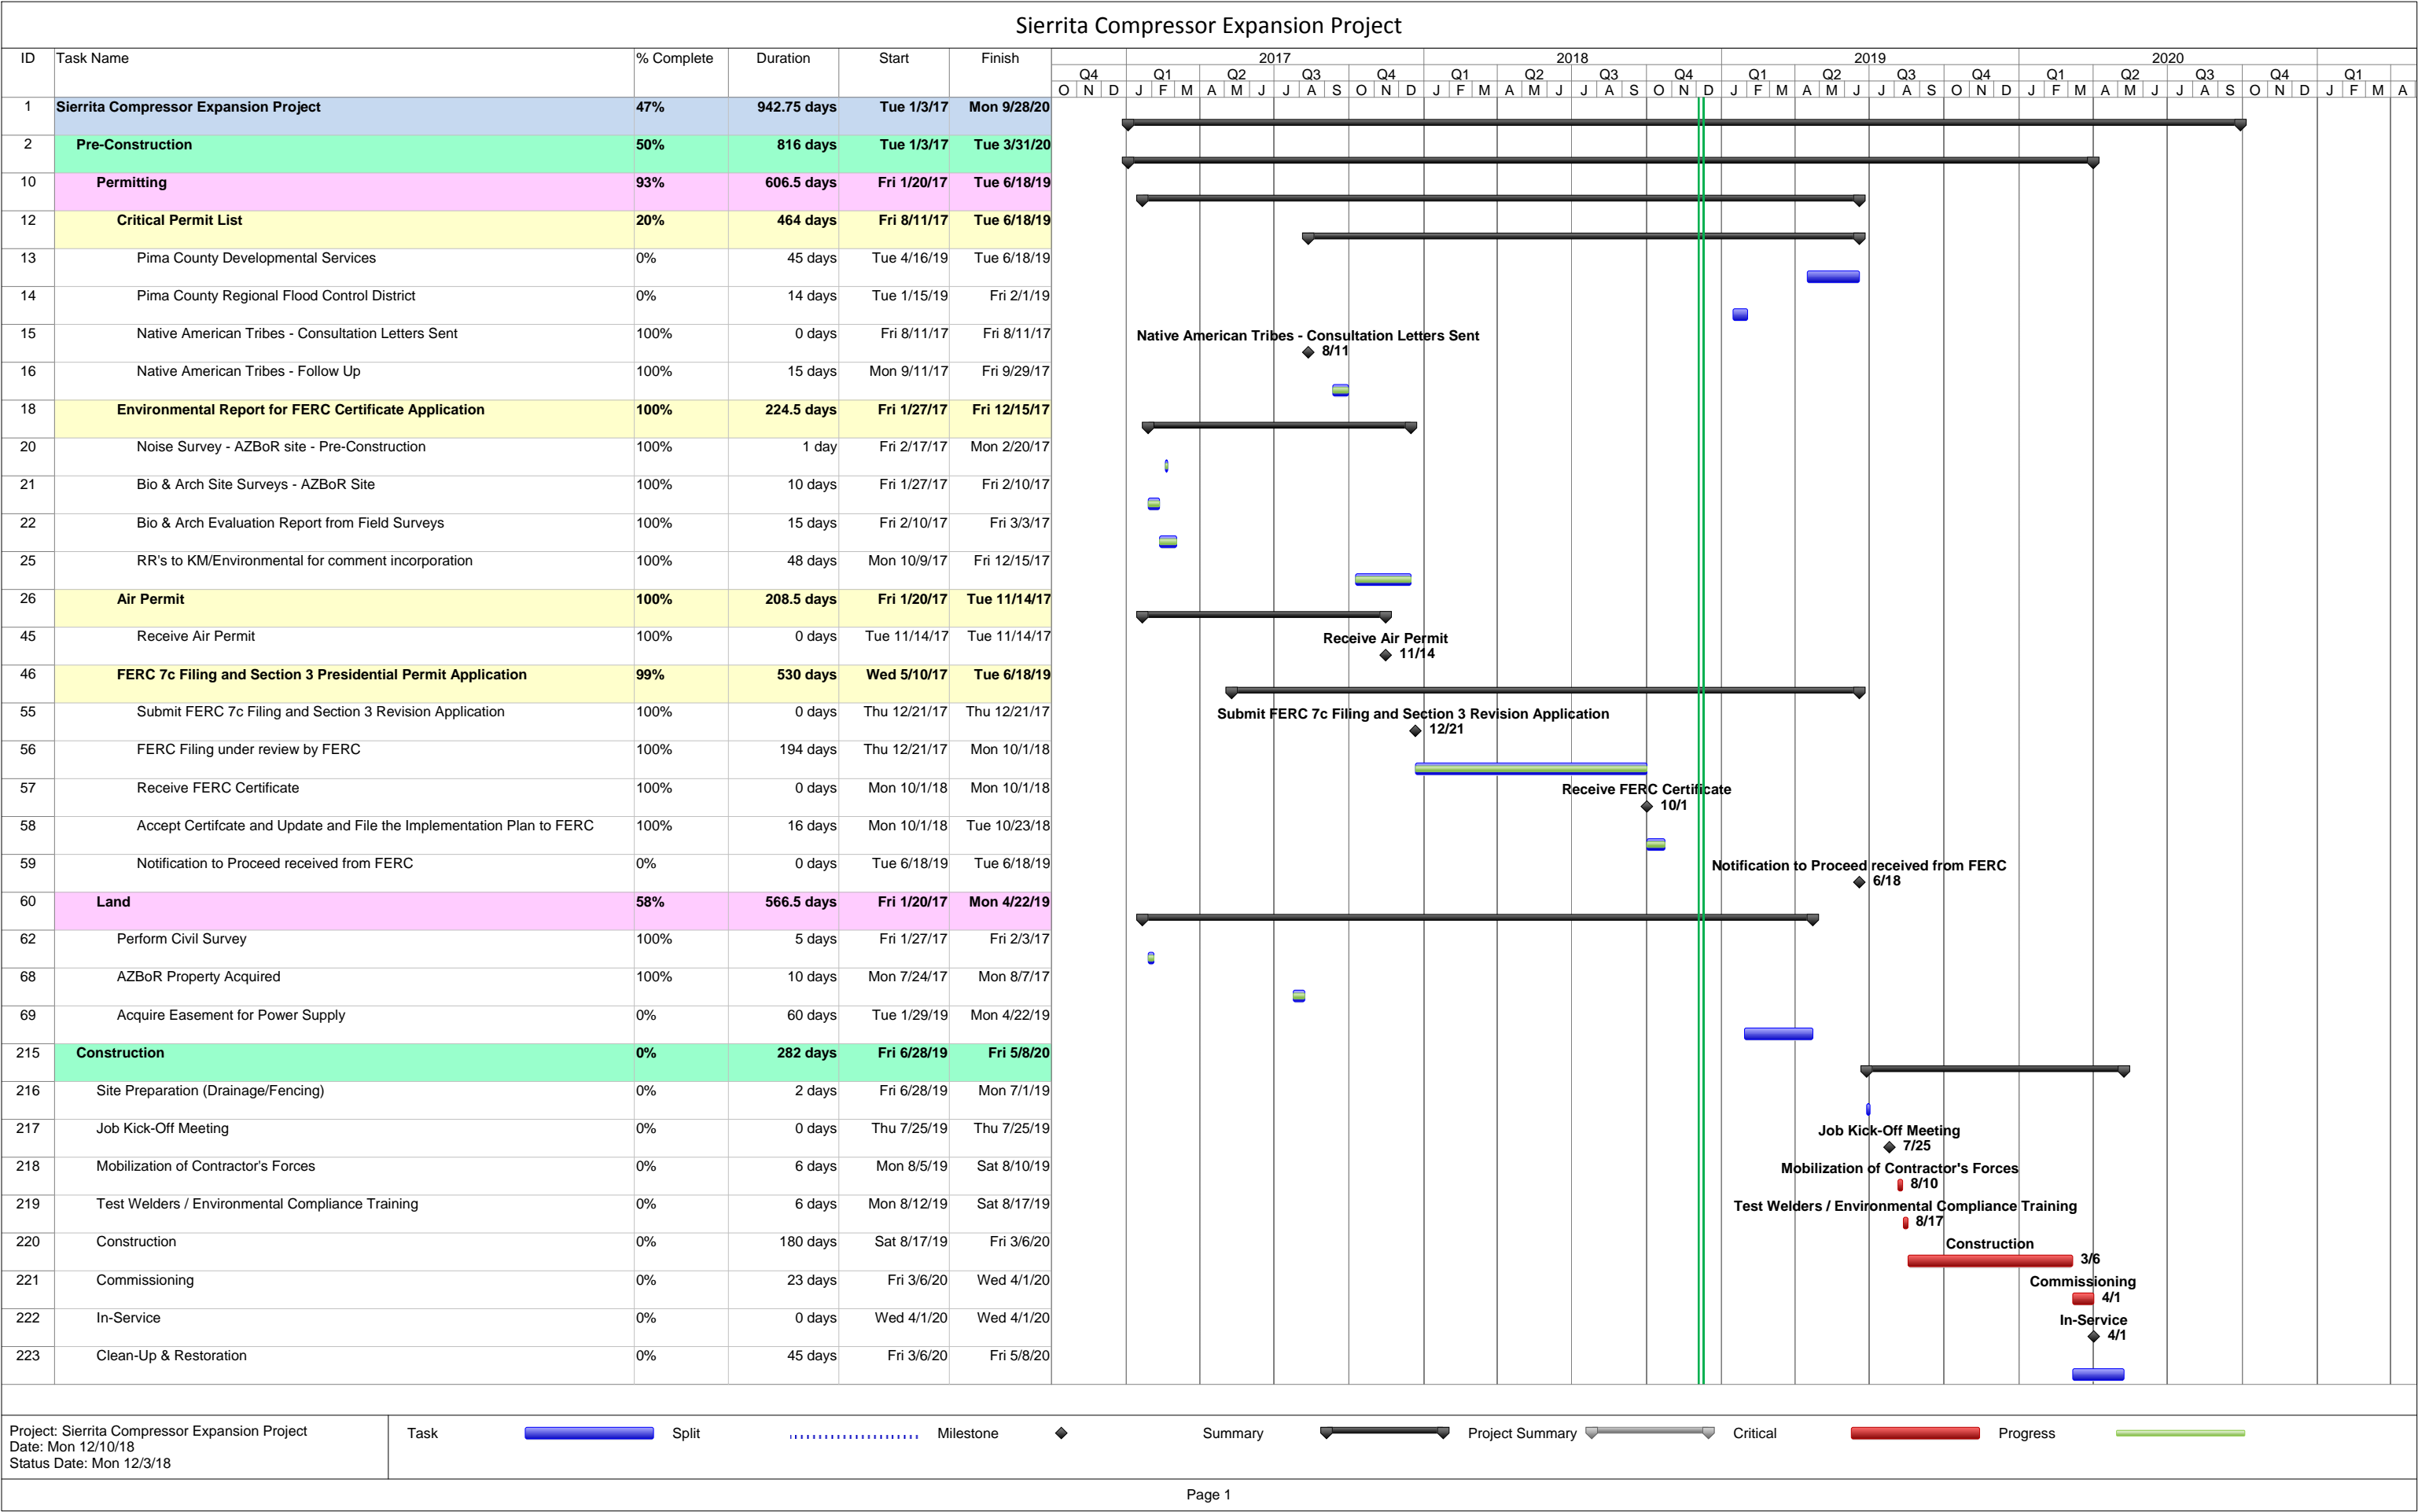 Sierrita Compressor Expansion Project
ID Task Name % Complete Duration Start Finish
2017 2018 2019 2020
Q4 Q1 Q2 Q3 Q4 Q1 Q2 Q3 Q4 Q1 Q2 Q3 Q4 Q1 Q2 Q3 Q4 Q1
O N D J F M A M J J A S O N D J F M A M J J A S O N D J F M A M J J A S O N D J F M A M J J A S O N D J F M A
1 Sierrita Compressor Expansion Project 47% 942.75 days Tue 1/3/17 Mon 9/28/20
2 Pre-Construction 50% 816 days Tue 1/3/17 Tue 3/31/20
10 Permitting 93% 606.5 days Fri 1/20/17 Tue 6/18/19
12 Critical Permit List 20% 464 days Fri 8/11/17 Tue 6/18/19
13 Pima County Developmental Services 0% 45 days Tue 4/16/19 Tue 6/18/19
14 Pima County Regional Flood Control District 0% 14 days Tue 1/15/19 Fri 2/1/19
15 Native American Tribes - Consultation Letters Sent 100% 0 days Fri 8/11/17 Fri 8/11/17 Native American Tribes - Consultation Letters Sent
8/11
16 Native American Tribes - Follow Up 100% 15 days Mon 9/11/17 Fri 9/29/17
18 Environmental Report for FERC Certificate Application 100% 224.5 days Fri 1/27/17 Fri 12/15/17
20 Noise Survey - AZBoR site - Pre-Construction 100% 1 day Fri 2/17/17 Mon 2/20/17
21 Bio & Arch Site Surveys - AZBoR Site 100% 10 days Fri 1/27/17 Fri 2/10/17
22 Bio & Arch Evaluation Report from Field Surveys 100% 15 days Fri 2/10/17 Fri 3/3/17
25 RR's to KM/Environmental for comment incorporation 100% 48 days Mon 10/9/17 Fri 12/15/17
26 Air Permit 100% 208.5 days Fri 1/20/17 Tue 11/14/17
45 Receive Air Permit 100% 0 days Tue 11/14/17 Tue 11/14/17 Receive Air Permit
11/14
46 FERC 7c Filing and Section 3 Presidential Permit Application 99% 530 days Wed 5/10/17 Tue 6/18/19
55 Submit FERC 7c Filing and Section 3 Revision Application 100% 0 days Thu 12/21/17 Thu 12/21/17 Submit FERC 7c Filing and Section 3 Revision Application
12/21
56 FERC Filing under review by FERC 100% 194 days Thu 12/21/17 Mon 10/1/18
57 Receive FERC Certificate 100% 0 days Mon 10/1/18 Mon 10/1/18 Receive FERC Certificate
10/1
58 Accept Certifcate and Update and File the Implementation Plan to FERC 100% 16 days Mon 10/1/18 Tue 10/23/18
59 Notification to Proceed received from FERC 0% 0 days Tue 6/18/19 Tue 6/18/19 Notification to Proceed received from FERC
6/18
60 Land 58% 566.5 days Fri 1/20/17 Mon 4/22/19
62 Perform Civil Survey 100% 5 days Fri 1/27/17 Fri 2/3/17
68 AZBoR Property Acquired 100% 10 days Mon 7/24/17 Mon 8/7/17
69 Acquire Easement for Power Supply 0% 60 days Tue 1/29/19 Mon 4/22/19
215 Construction 0% 282 days Fri 6/28/19 Fri 5/8/20
216 Site Preparation (Drainage/Fencing) 0% 2 days Fri 6/28/19 Mon 7/1/19
217 Job Kick-Off Meeting 0% 0 days Thu 7/25/19 Thu 7/25/19 Job Kick-Off Meeting
7/25
218 Mobilization of Contractor's Forces 0% 6 days Mon 8/5/19 Sat 8/10/19 Mobilization of Contractor's Forces
8/10
219 Test Welders / Environmental Compliance Training 0% 6 days Mon 8/12/19 Sat 8/17/19 Test Welders / Environmental Compliance Training
8/17
220 Construction 0% 180 days Sat 8/17/19 Fri 3/6/20 Construction
3/6
221 Commissioning 0% 23 days Fri 3/6/20 Wed 4/1/20 Commissioning
4/1
222 In-Service 0% 0 days Wed 4/1/20 Wed 4/1/20 In-Service
4/1
223 Clean-Up & Restoration 0% 45 days Fri 3/6/20 Fri 5/8/20
Project: Sierrita Compressor Expansion Project
Date: Mon 12/10/18
Status Date: Mon 12/3/18
Task Split Milestone Summary Project Summary Critical Progress
Page 1